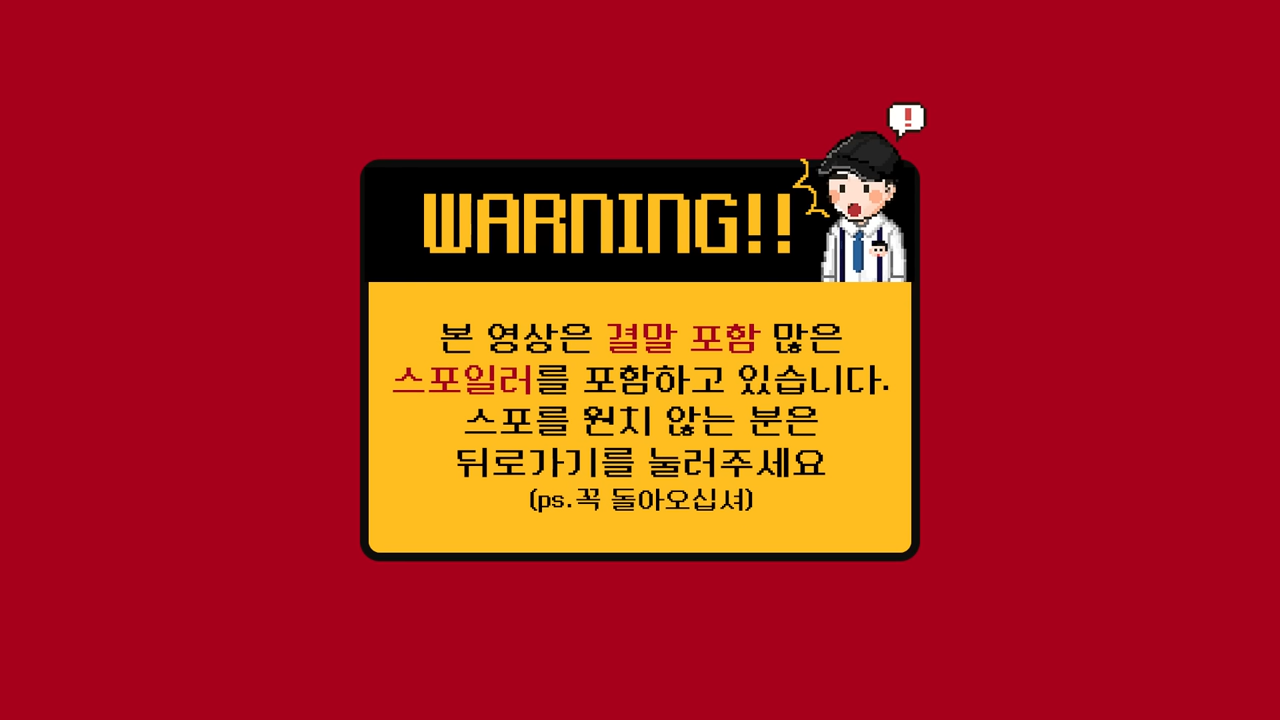 !
WARNING!!
본 영상은 결말 포함 많은
스포일러를 포함하고 있습니다.
스포를 원치 않는 분은
뒤로가기를 눌러주세요
(ps.꼭 돌아오십셔)